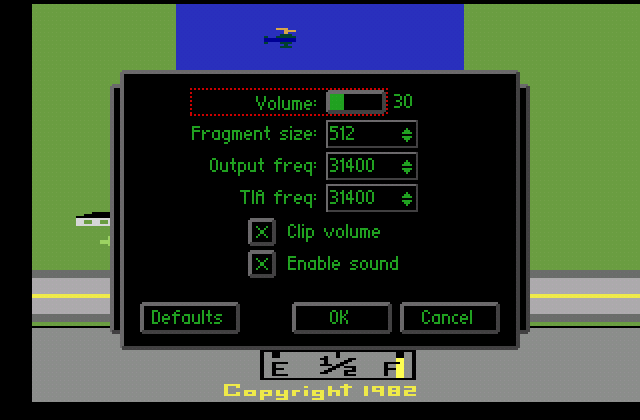 Volume: 30
Fragment size: 512
Output freq: 31400
TIA freq: 31400
Clip volume
Enable sound
Defaults OK Cancel
E 1/2 F
Copyright 1982